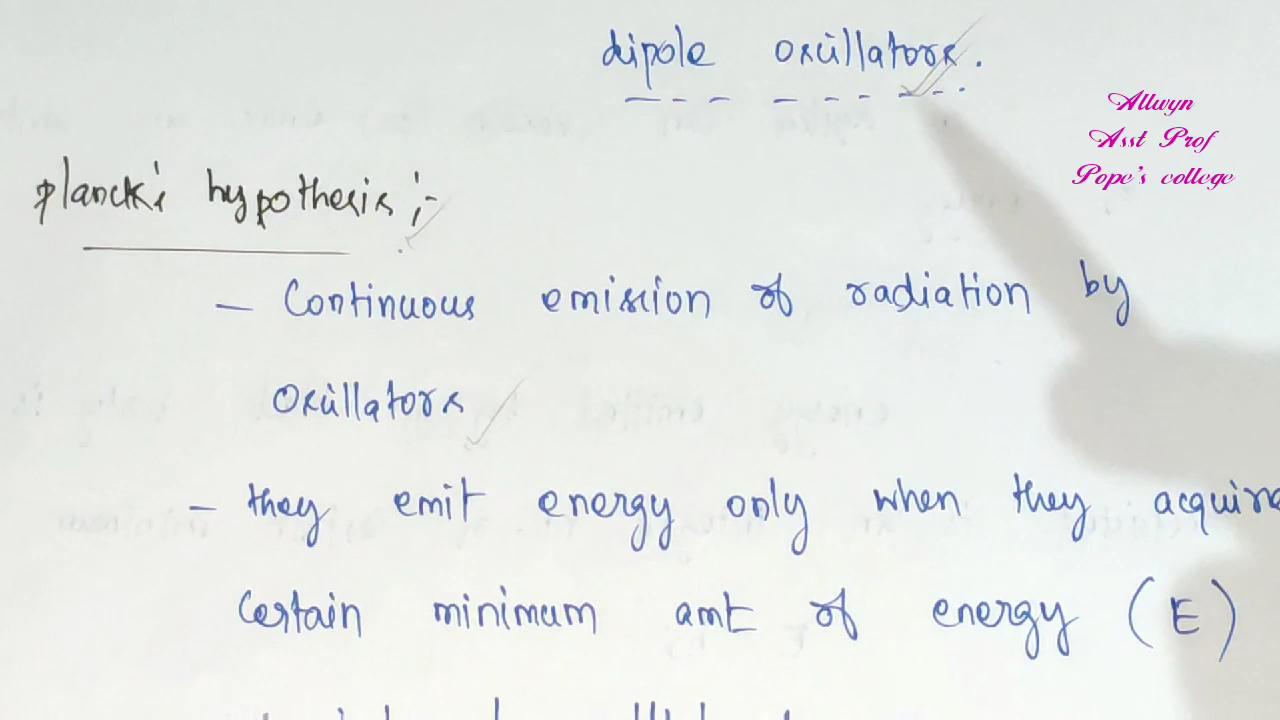 dipole oscillators.
Allwyn
Asst Prof
Pope's college
planck's hypothesis :-
- Continuous emission of radiation by
oscillators
- they emit energy only when they acquire
certain minimum amt of energy (E)